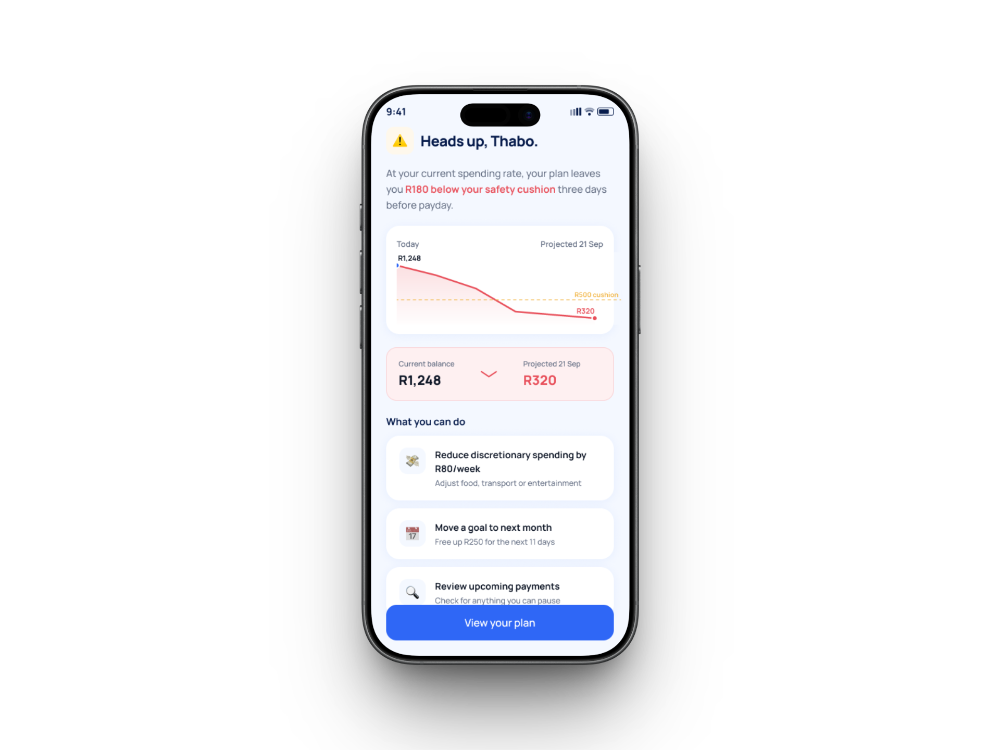 9:41
Heads up, Thabo.
At your current spending rate, your plan leaves
you R180 below your safety cushion three days
before payday.
Today
Projected 21 Sep
R1,248
R500 cushion
R320
Current balance
R1,248
Projected 21 Sep
R320
What you can do
Reduce discretionary spending by
R80/week
Adjust food, transport or entertainment
17
Move a goal to next month
Free up R250 for the next 11 days
Review upcoming payments
Check for anything you can pause
View your plan